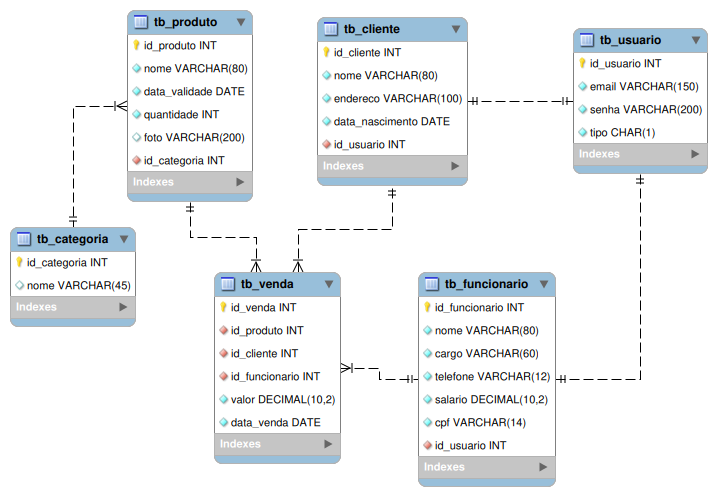 tb_produto
id_produto INT
nome VARCHAR(80)
data_validade DATE
quantidade INT
foto VARCHAR(200)
id_categoria INT
Indexes
tb_cliente
id_cliente INT
nome VARCHAR(80)
endereco VARCHAR(100)
data_nascimento DATE
id_usuario INT
Indexes
tb_usuario
id_usuario INT
email VARCHAR(150)
senha VARCHAR(200)
tipo CHAR(1)
Indexes
tb_categoria
id_categoria INT
nome VARCHAR(45)
Indexes
tb_venda
id_venda INT
id_produto INT
id_cliente INT
id_funcionario INT
valor DECIMAL(10,2)
data_venda DATE
Indexes
tb_funcionario
id_funcionario INT
nome VARCHAR(80)
cargo VARCHAR(60)
telefone VARCHAR(12)
salario DECIMAL(10,2)
cpf VARCHAR(14)
id_usuario INT
Indexes